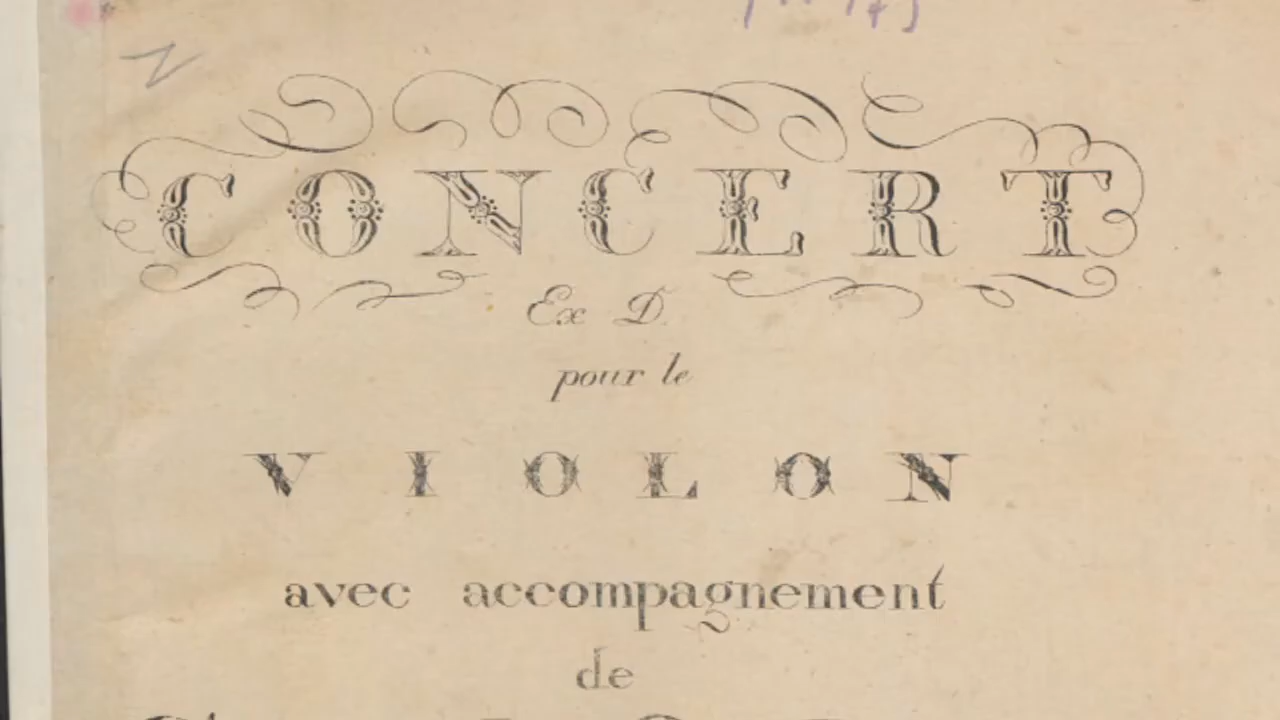 CONCERT
Ex D.
pour le
VIOLON
avec accompagnement
de